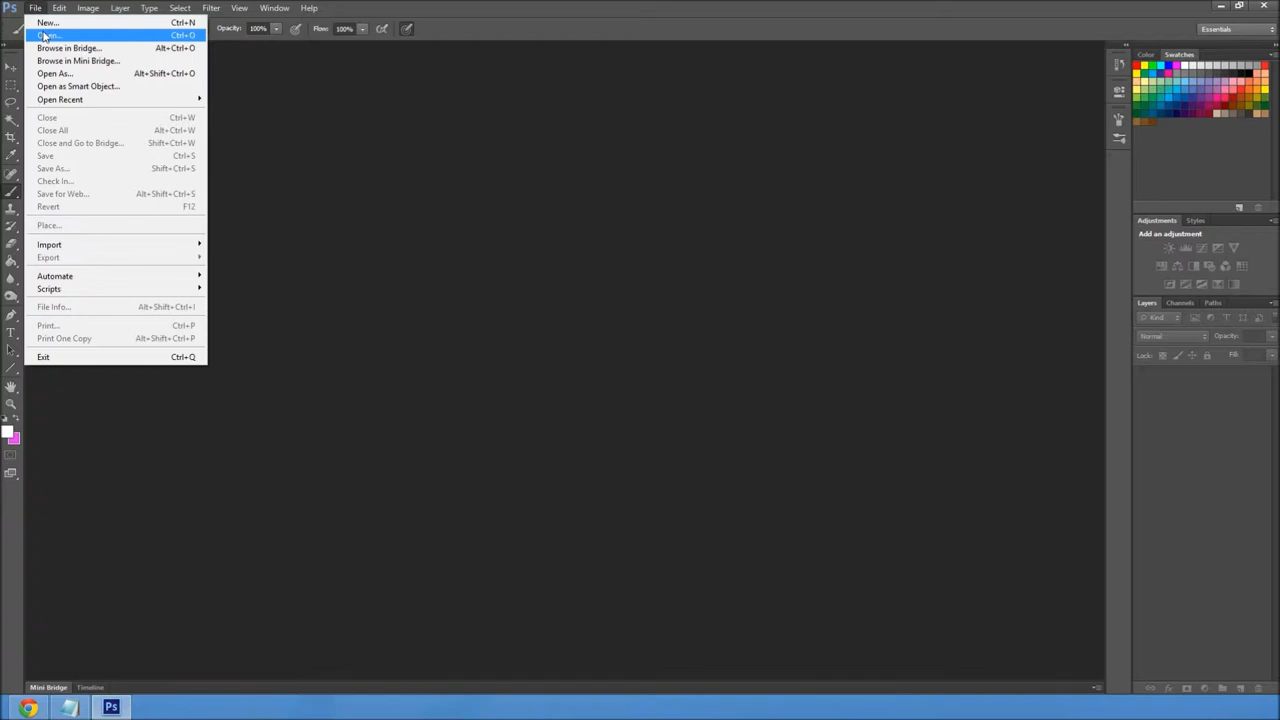 Ps File Edit Image Layer Type Select Filter View Window Help
Opacity: 100% Flow: 100% Essentials
New... Ctrl+N
Open... Ctrl+O
Browse in Bridge... Alt+Ctrl+O
Browse in Mini Bridge...
Open As... Alt+Shift+Ctrl+O
Open as Smart Object...
Open Recent
Close Ctrl+W
Close All Alt+Ctrl+W
Close and Go to Bridge... Shift+Ctrl+W
Save Ctrl+S
Save As... Shift+Ctrl+S
Check In...
Save for Web... Alt+Shift+Ctrl+S
Revert F12
Place...
Import
Export
Automate
Scripts
File Info... Alt+Shift+Ctrl+I
Print... Ctrl+P
Print One Copy Alt+Shift+Ctrl+P
Exit Ctrl+Q
Color Swatches
Adjustments Styles
Add an adjustment
Layers Channels Paths
Kind
Normal Opacity:
Lock: Fill:
Mini Bridge Timeline
Ps